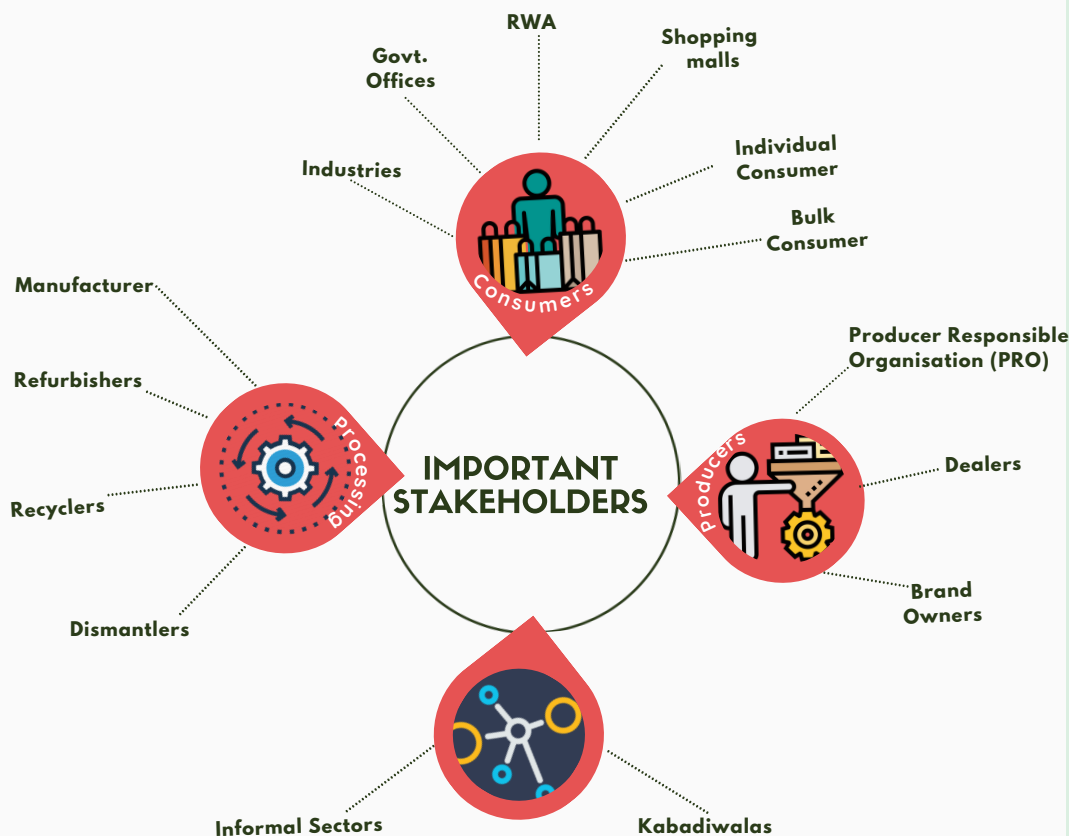 RWA
Shopping
malls
Govt.
Offices
Industries
Individual
Consumer
Bulk
Consumer
Consumers
Manufacturer
Refurbishers
Recyclers
Dismantlers
Processing
IMPORTANT
STAKEHOLDERS
Producers
Producer Responsible
Organisation (PRO)
Dealers
Brand
Owners
Informal Sectors
Kabadiwalas